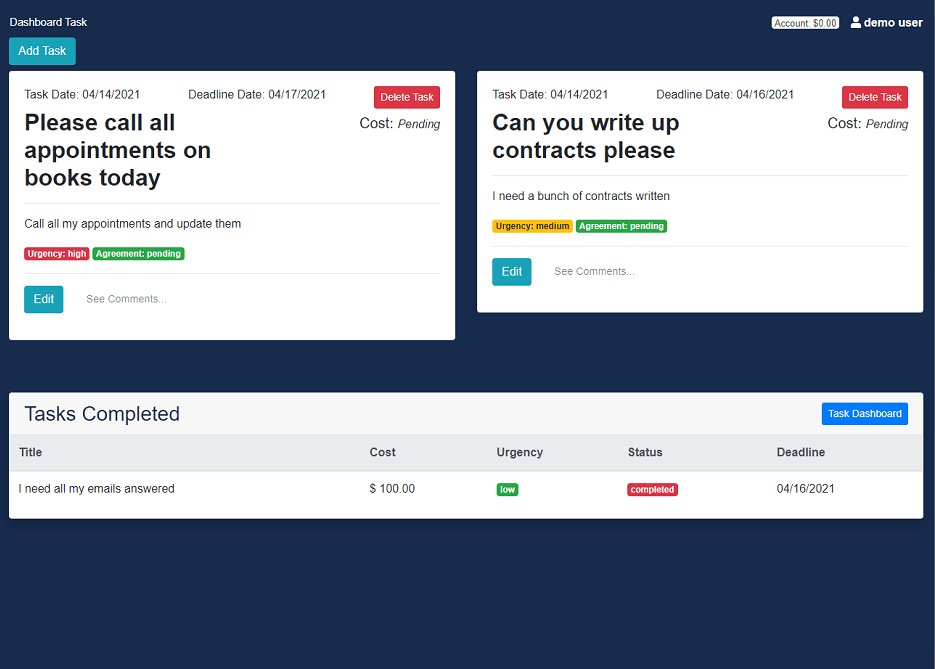 Dashboard Task
Account: $0.00 demo user
Add Task
Task Date: 04/14/2021 Deadline Date: 04/17/2021 Delete Task
Please call all
appointments on
books today
Cost: Pending
Call all my appointments and update them
Urgency: high Agreement: pending
Edit See Comments...
Task Date: 04/14/2021 Deadline Date: 04/16/2021 Delete Task
Can you write up
contracts please
Cost: Pending
I need a bunch of contracts written
Urgency: medium Agreement: pending
Edit See Comments...
Tasks Completed Task Dashboard
Title Cost Urgency Status Deadline
I need all my emails answered $ 100.00 low completed 04/16/2021